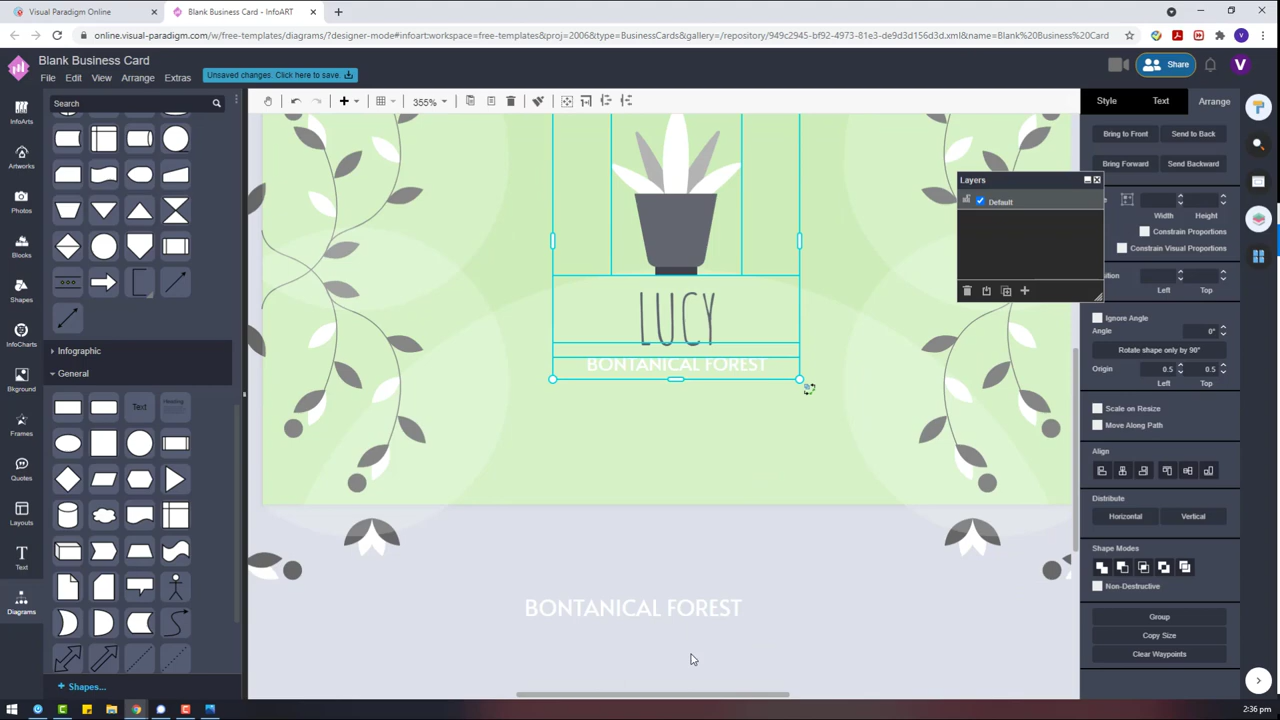 Visual Paradigm Online
Blank Business Card - InfoART
online.visual-paradigm.com/w/free-templates/diagrams/?designer-mode#infoart:workspace=free-templates&proj=2006&type=BusinessCards&gallery=/repository/949c2945-bf92-4973-81e3-de9d3d156d3d.xml&name=Blank%20Business%20Card
Blank Business Card
File
Edit
View
Arrange
Extras
Unsaved changes. Click here to save.
Share
V
Search
355%
Style
Text
Arrange
InfoArts
Artworks
Photos
Blocks
Shapes
InfoCharts
Bkground
Frames
Quotes
Layouts
Text
Diagrams
Infographic
General
Text
Heading
+ Shapes...
LUCY
BONTANICAL FOREST
BONTANICAL FOREST
Layers
Default
Bring to Front
Send to Back
Bring Forward
Send Backward
Width
Height
Constrain Proportions
Constrain Visual Proportions
Left
Top
Ignore Angle
Angle
0°
Rotate shape only by 90°
Origin
0.5
0.5
Left
Top
Scale on Resize
Move Along Path
Align
Distribute
Horizontal
Vertical
Shape Modes
Non-Destructive
Group
Copy Size
Clear Waypoints
2:36 pm